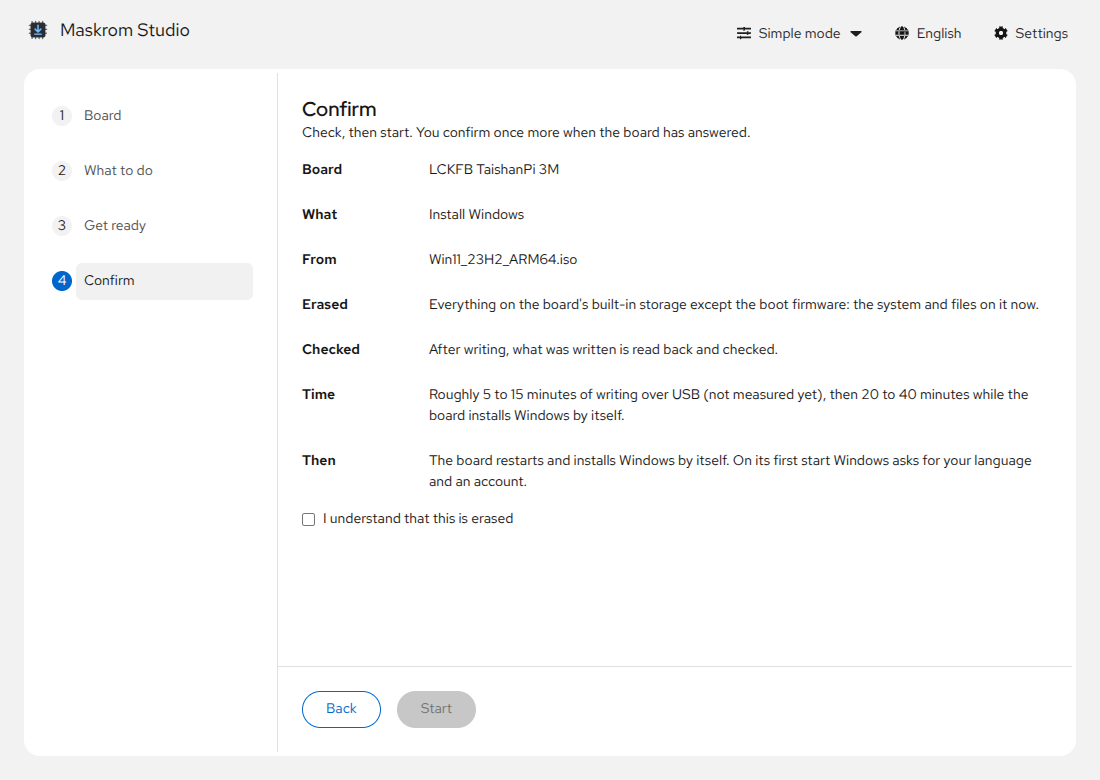 Maskrom Studio
Simple mode
English
Settings
1 Board
2 What to do
3 Get ready
4 Confirm
Confirm
Check, then start. You confirm once more when the board has answered.
Board LCKFB TaishanPi 3M
What Install Windows
From Win11_23H2_ARM64.iso
Erased Everything on the board's built-in storage except the boot firmware: the system and files on it now.
Checked After writing, what was written is read back and checked.
Time Roughly 5 to 15 minutes of writing over USB (not measured yet), then 20 to 40 minutes while the
board installs Windows by itself.
Then The board restarts and installs Windows by itself. On its first start Windows asks for your language
and an account.
I understand that this is erased
Back
Start